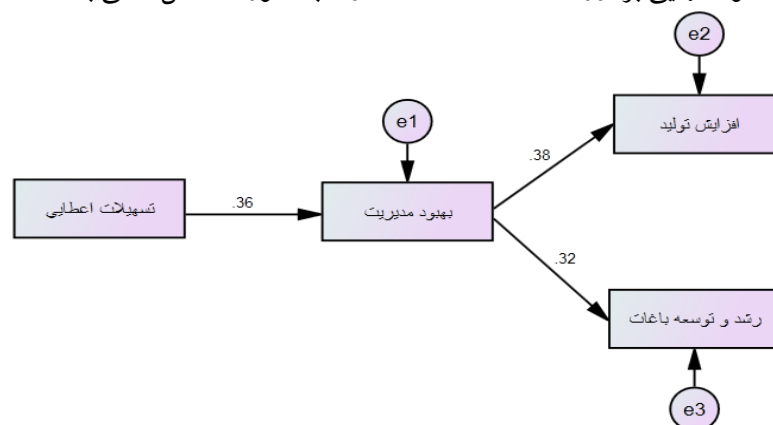 e2
افزایش تولید
e1
.38
.36
تسهیلات اعطایی
بهبود مدیریت
.32
رشد و توسعه باغات
e3